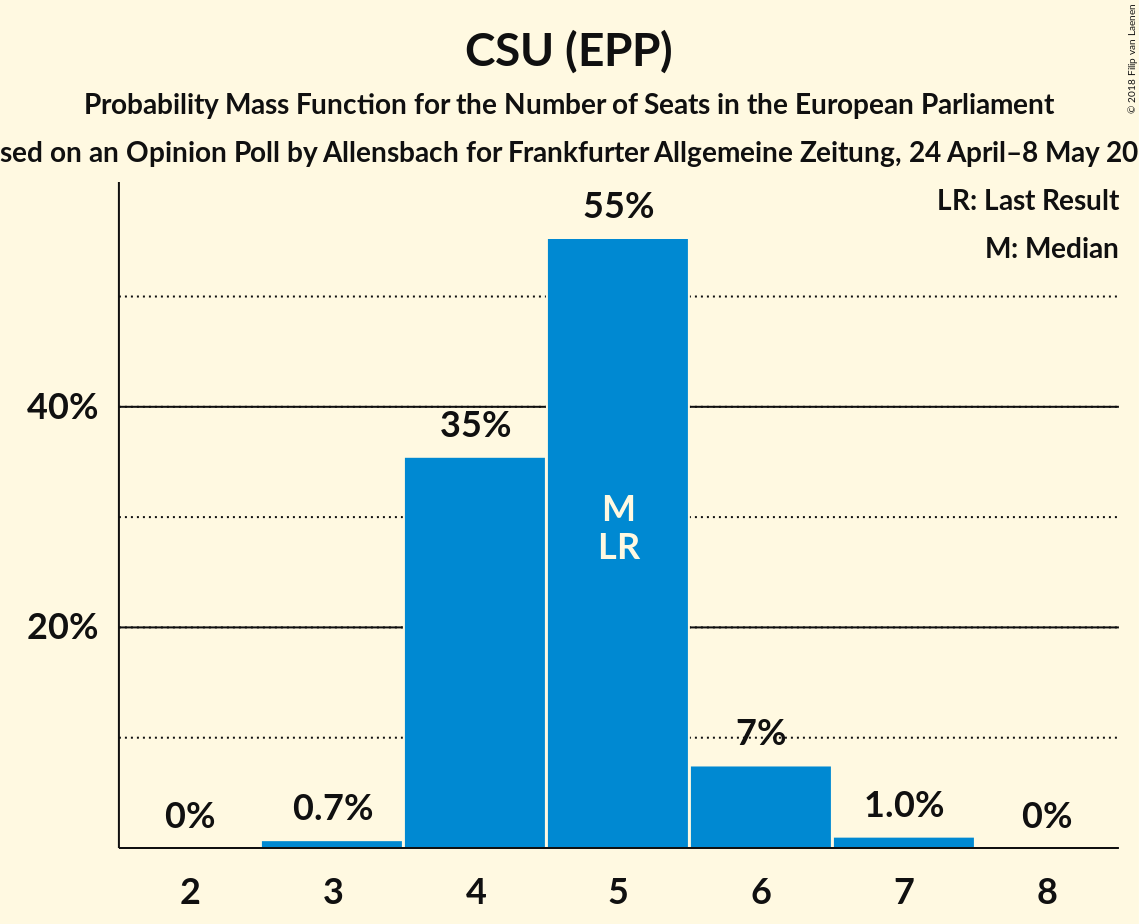 CSU (EPP)
Probability Mass Function for the Number of Seats in the European Parliament
sed on an Opinion Poll by Allensbach for Frankfurter Allgemeine Zeitung, 24 April–8 May 20
© 2018 Filip van Laenen
LR: Last Result
M: Median
55%
40%
35%
M
LR
20%
7%
0%
0.7%
1.0%
0%
2 3 4 5 6 7 8